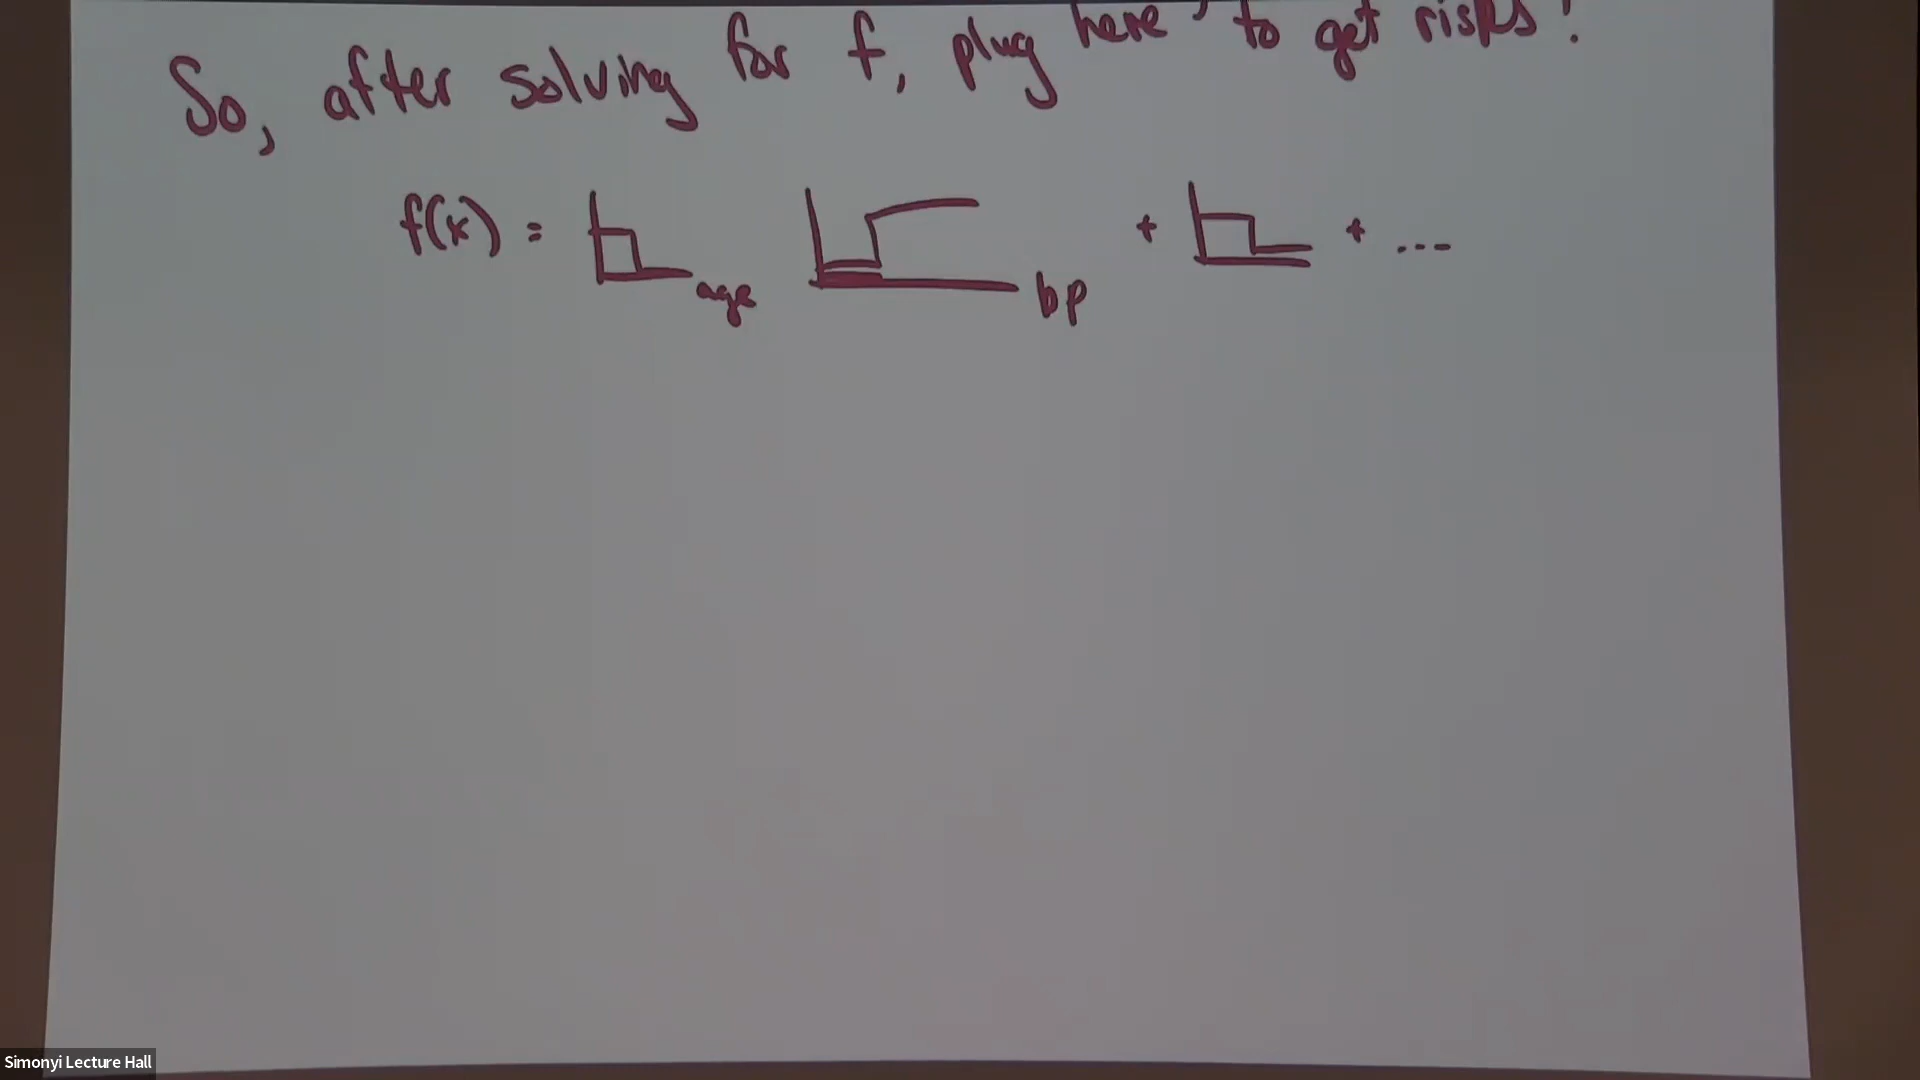 So, after solving for f, plug here to get risks!
f(x) = age bp + + ...
Simonyi Lecture Hall